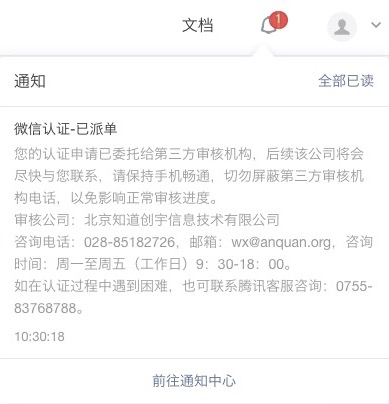 文档
1
通知 全部已读
微信认证-已派单
您的认证申请已委托给第三方审核机构，后续该公司将会
尽快与您联系，请保持手机畅通，切勿屏蔽第三方审核机
构电话，以免影响正常审核进度。
审核公司：北京知道创宇信息技术有限公司
咨询电话：028-85182726，邮箱：wx@anquan.org，咨询
时间：周一至周五（工作日）9：30-18：00。
如在认证过程中遇到困难，也可联系腾讯客服咨询：0755-
83768788。
10:30:18
前往通知中心